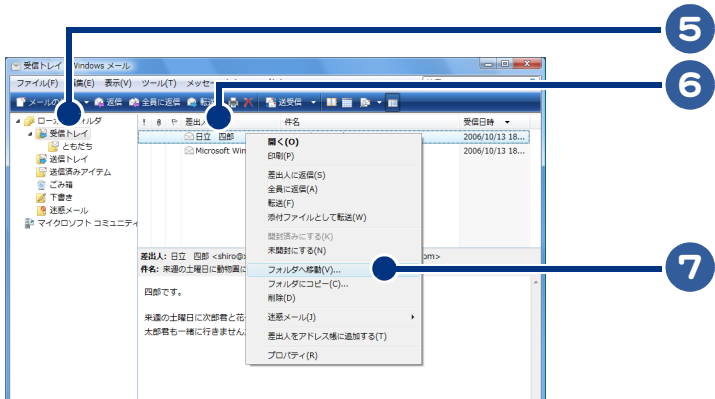 5
受信トレイ Windows メール
ファイル(F) 編集(E) 表示(V) ツール(T) メッセ
6
メールの 返信 全員に返信 転送 送受信
ローカ ォルダ
受信トレイ
ともだち
送信トレイ
送信済みアイテム
ごみ箱
下書き
迷惑メール
マイクロソフト コミュニティ
! 差出人 件名 受信日時
日立 四郎 2006/10/13 18...
Microsoft Win 2006/10/13 18...
開く(O)
印刷(P)
差出人に返信(S)
全員に返信(A)
転送(F)
添付ファイルとして転送(W)
開封済みにする(K)
未開封にする(N)
フォルダへ移動(V)...
フォルダにコピー(C)...
削除(D)
迷惑メール(J)
差出人をアドレス帳に追加する(T)
プロパティ(R)
7
差出人: 日立 四郎 <shiro@ om>
件名: 来週の土曜日に動物園に
四郎です。
来週の土曜日に次郎君と花
太郎君も一緒に行きません